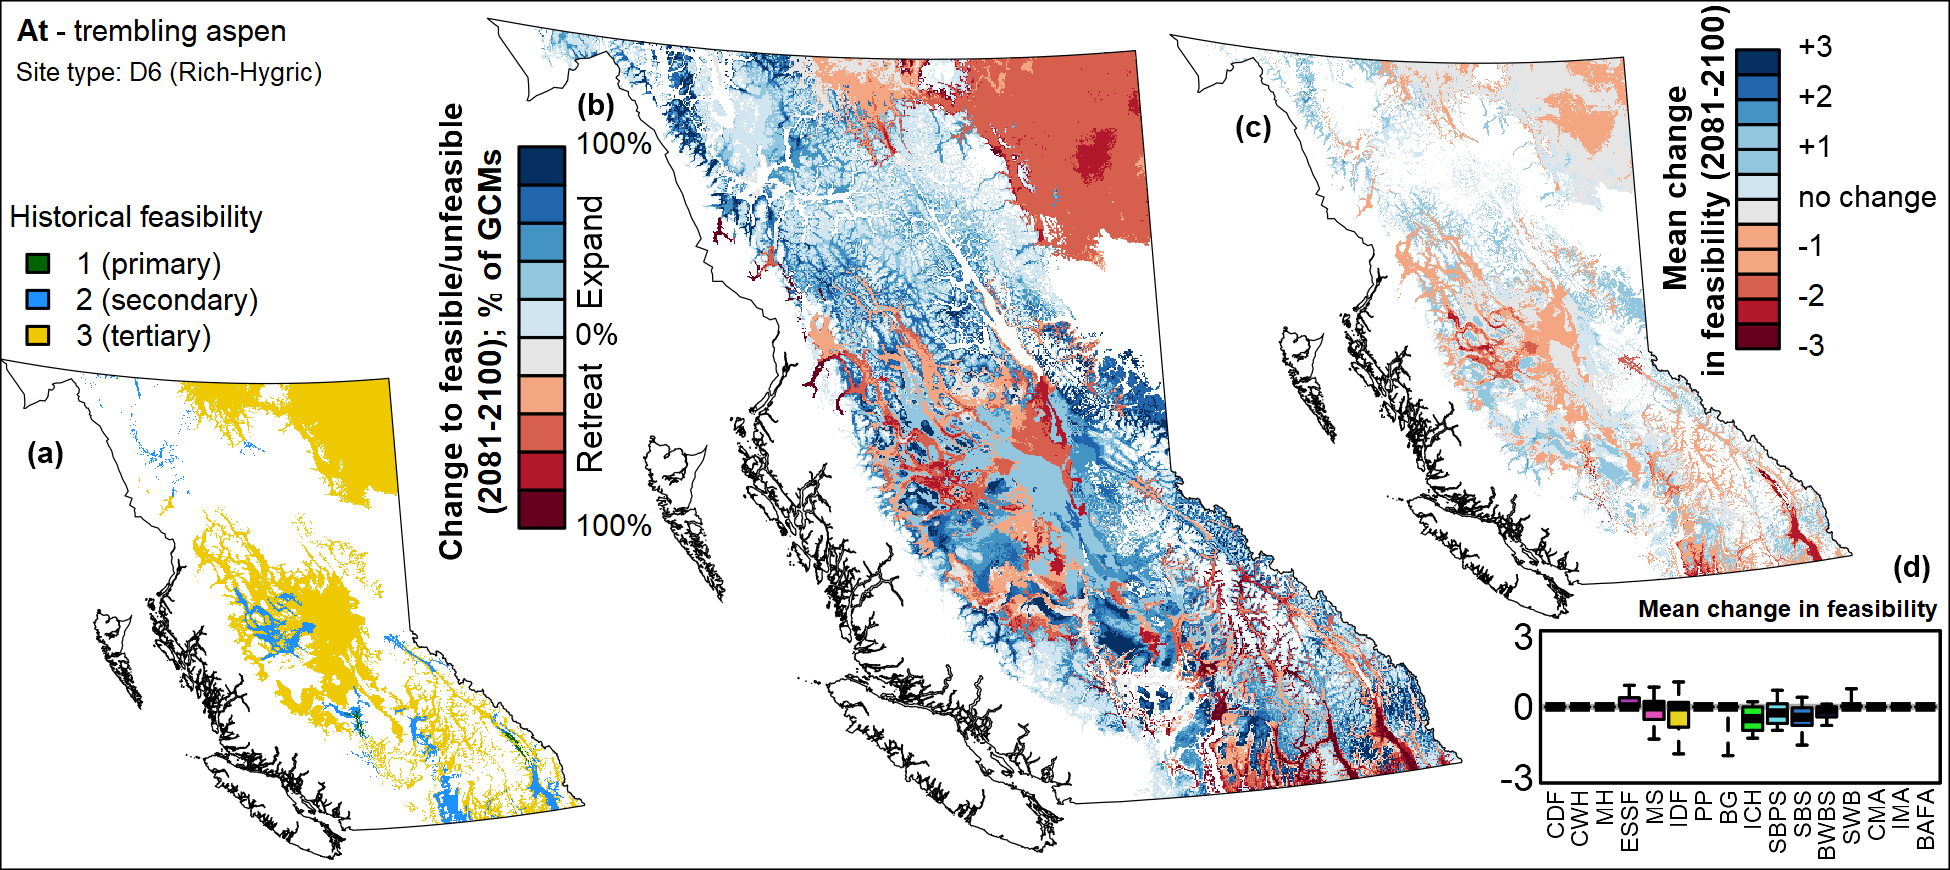 At - trembling aspen
Site type: D6 (Rich-Hygric)
Historical feasibility
1 (primary)
2 (secondary)
3 (tertiary)
(a)
Change to feasible/unfeasible
(2081-2100); % of GCMs
(b)
100%
Expand
0%
Retreat
100%
(c)
Mean change
in feasibility (2081-2100)
+3
+2
+1
no change
-1
-2
-3
(d)
Mean change in feasibility
3
0
-3
CDF
CWH
MH
ESSF
MS
IDF
PP
BG
ICH
SBPS
SBS
BWBS
SWB
CMA
IMA
BAFA